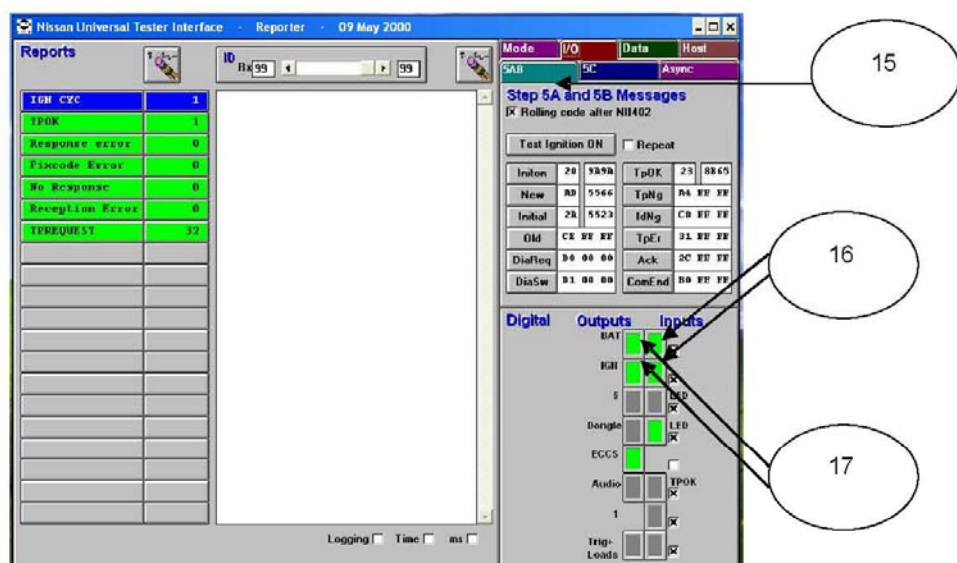 Nissan Universal Tester Interface - Reporter - 09 May 2000
Reports
ID
Rx 99 99
IGN CYC 1
TPOK 1
Response error 0
Fixcode Error 0
No Response 0
Reception Error 0
TPREQUEST 32
Logging Time ms
Mode I/O Data Host
5AB 5C Async
Step 5A and 5B Messages
Rolling code after NII402
Test Ignition ON Repeat
Initon 20 9A9A TpOK 23 8B65
New AD 5566 TpNg A4 FF FF
Initial 2A 5523 IdNg C8 FF FF
Old CE FF FF TpEr 31 FF FF
DiaReq D0 00 00 Ack 2C FF FF
DiaSw D1 00 00 ComEnd B0 FF FF
Digital Outputs Inputs
BAT
IGN
5 LED
Dongle LED
ECCS
Audio TPOK
1
Trig+
Loads
15
16
17